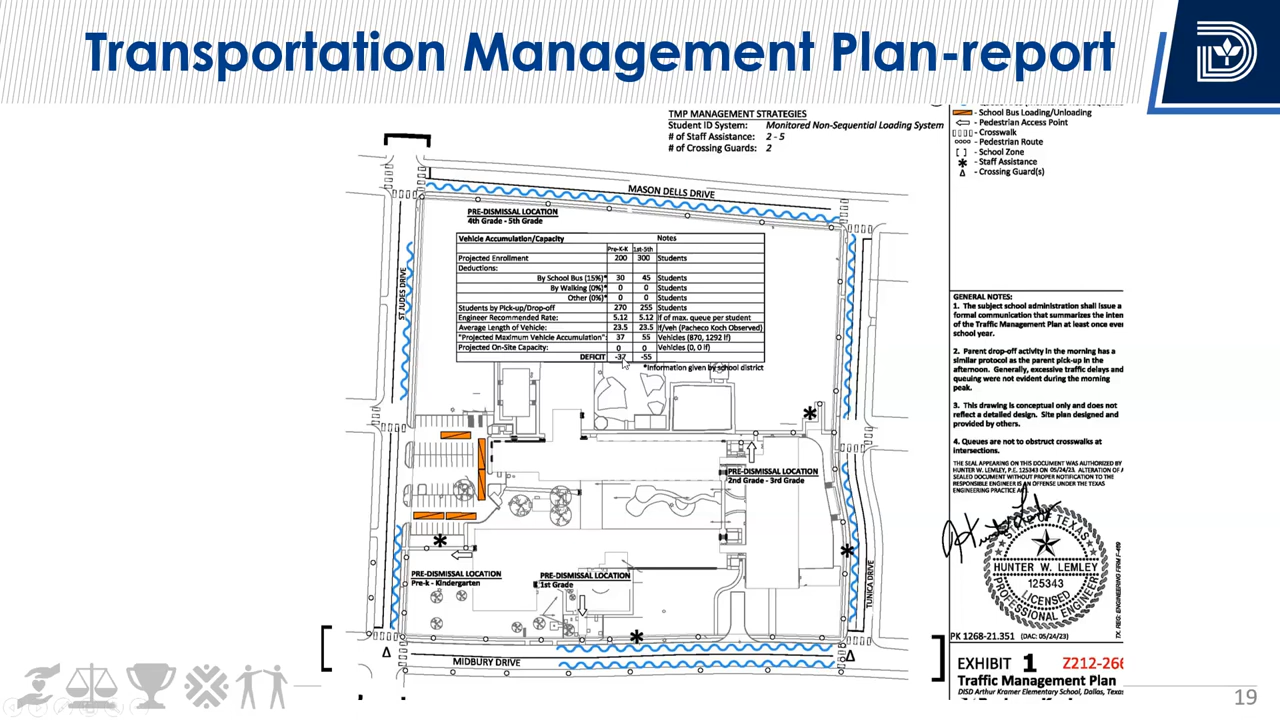 Transportation Management Plan-report
TMP MANAGEMENT STRATEGIES
Student ID System: Monitored Non-Sequential Loading System
# of Staff Assistance: 2 - 5
# of Crossing Guards: 2
- School Bus Loading/Unloading
- Pedestrian Access Point
- Crosswalk
- Pedestrian Route
[ ] - School Zone
- Staff Assistance
- Crossing Guard(s)
MASON DELLS DRIVE
PRE-DISMISSAL LOCATION
4th Grade - 5th Grade
ST JUDES DRIVE
Vehicle Accumulation/Capacity Notes
Pre-K-K 1st-5th
Projected Enrollment 200 300 Students
Deductions:
By School Bus (15%)* 30 45 Students
By Walking (0%)* 0 0 Students
Other (0%)* 0 0 Students
Students by Pick-up/Drop-off 270 255 Students
Engineer Recommended Rate: 5.12 5.12 lf of max. queue per student
Average Length of Vehicle: 23.5 23.5 lf/veh (Pacheco Koch Observed)
"Projected Maximum Vehicle Accumulation": 37 55 Vehicles (870, 1292 lf)
Projected On-Site Capacity: 0 0 Vehicles (0, 0 lf)
DEFICIT -37 -55
*Information given by school district
PRE-DISMISSAL LOCATION
2nd Grade - 3rd Grade
PRE-DISMISSAL LOCATION
Pre-k - Kindergarten
PRE-DISMISSAL LOCATION
1st Grade
TUNICA DRIVE
MIDBURY DRIVE
GENERAL NOTES:
1. The subject school administration shall issue a
formal communication that summarizes the inten
of the Traffic Management Plan at least once ever
school year.
2. Parent drop-off activity in the morning has a
similar protocol as the parent pick-up in the
afternoon. Generally, excessive traffic delays and
queuing were not evident during the morning
peak.
3. This drawing is conceptual only and does not
reflect a detailed design. Site plan designed and
provided by others.
4. Queues are not to obstruct crosswalks at
intersections.
THE SEAL APPEARING ON THIS DOCUMENT WAS AUTHORIZED BY
HUNTER W. LEMLEY, P.E. 125343 ON 05/24/23. ALTERATION OF A
SEALED DOCUMENT WITHOUT PROPER NOTIFICATION TO THE
RESPONSIBLE ENGINEER IS AN OFFENSE UNDER THE TEXAS
ENGINEERING PRACTICE A
OF TEXAS
HUNTER W. LEMLEY
125343
LICENSED
PROFESSIONAL ENGINEER
TX. REG: ENGINEERING FIRM F-469
PK 1268-21.351 (DAC: 05/24/23)
EXHIBIT 1 Z212-266
Traffic Management Plan
DISD Arthur Kramer Elementary School, Dallas, Texas
19